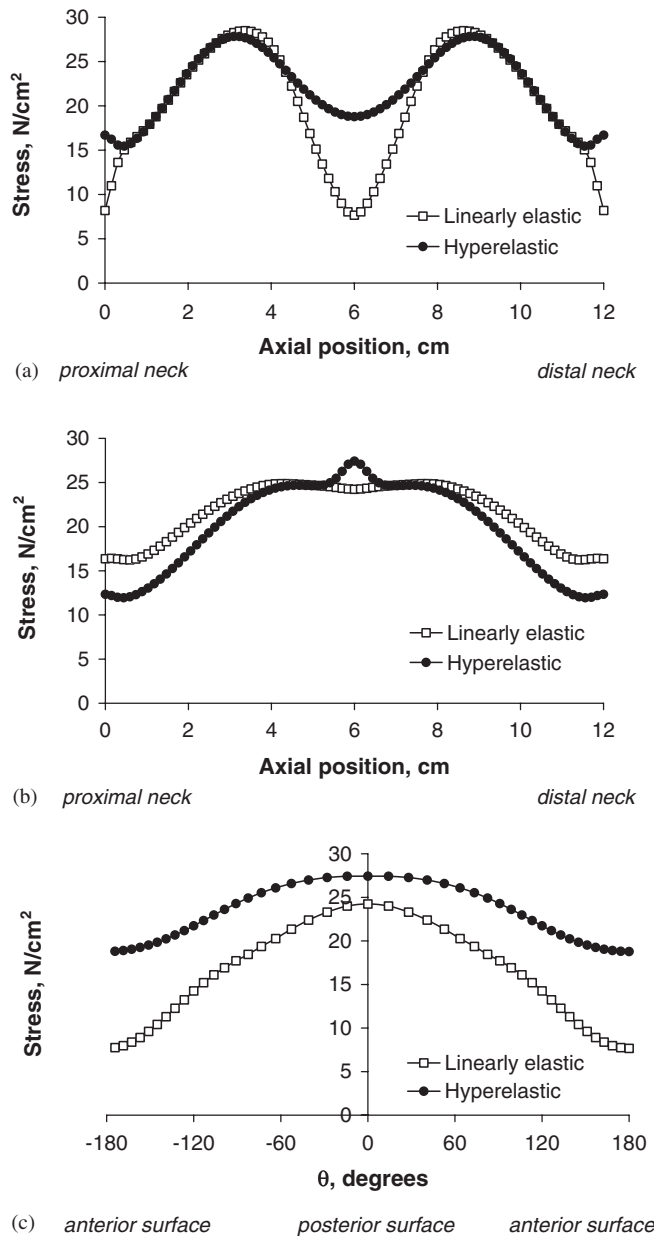 30
25
20
15
10
5
0
Stress, N/cm²
Linearly elastic
Hyperelastic
0 2 4 6 8 10 12
Axial position, cm
(a) proximal neck distal neck
30
25
20
15
10
5
0
Stress, N/cm²
Linearly elastic
Hyperelastic
0 2 4 6 8 10 12
Axial position, cm
(b) proximal neck distal neck
30
25
20
15
10
5
0
Stress, N/cm²
Linearly elastic
Hyperelastic
-180 -120 -60 0 60 120 180
θ, degrees
(c) anterior surface posterior surface anterior surface